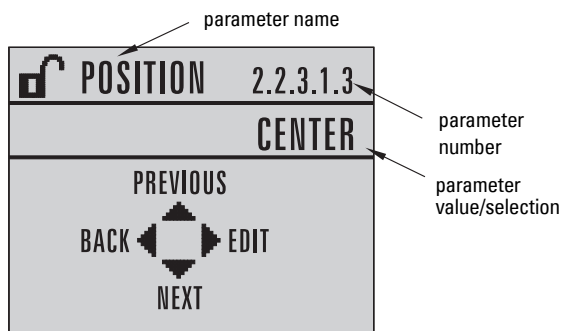 parameter name
POSITION 2.2.3.1.3
parameter
number
CENTER
parameter
value/selection
PREVIOUS
BACK EDIT
NEXT